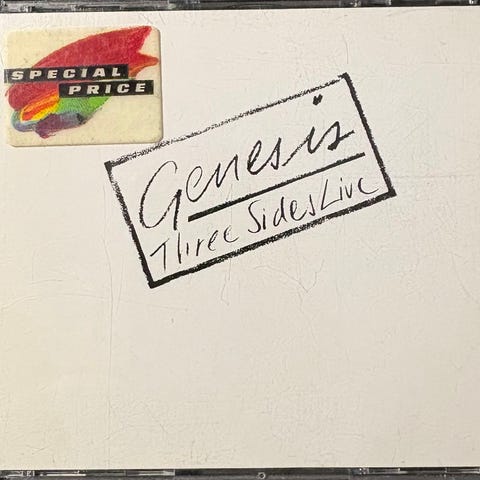 SPECIAL
PRICE
Genesis
Three Sides Live